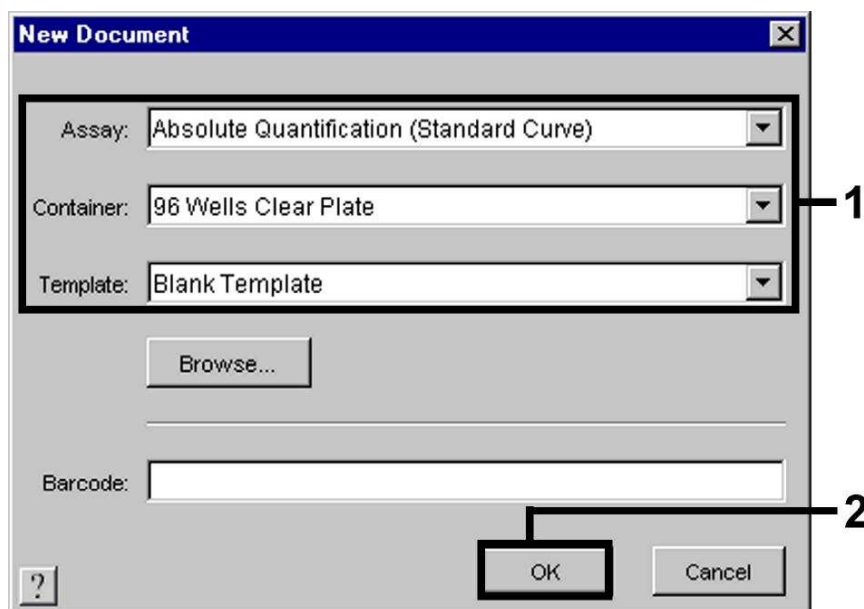 New Document
Assay: Absolute Quantification (Standard Curve)
Container: 96 Wells Clear Plate
1
Template: Blank Template
Browse...
Barcode:
2
? OK Cancel